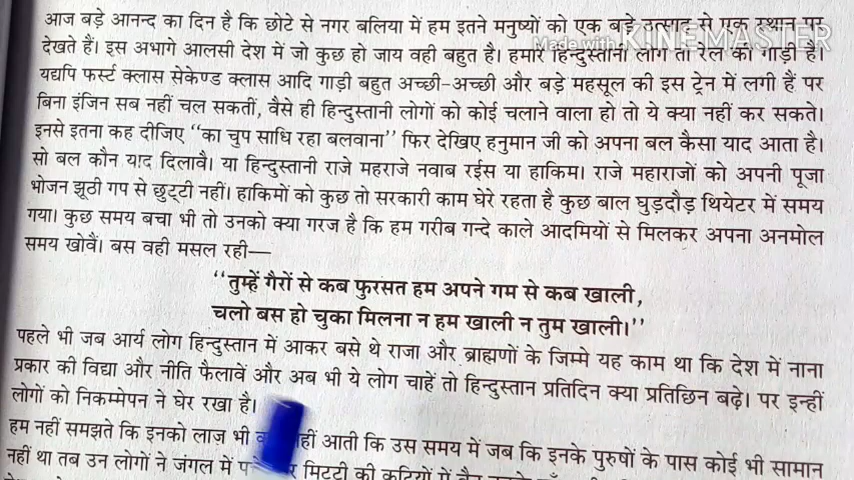 आज बड़े आनन्द का दिन है कि छोटे से नगर बलिया में हम इतने मनुष्यों को एक बड़े उत्साह से एक स्थान पर
Made with KINEMASTER
देखते हैं। इस अभागे आलसी देश में जो कुछ हो जाय वही बहुत है। हमारे हिन्दुस्तानी लोग तो रेल की गाड़ी है।
यद्यपि फर्स्ट क्लास सेकेण्ड क्लास आदि गाड़ी बहुत अच्छी-अच्छी और बड़े महसूल की इस ट्रेन में लगी हैं पर
बिना इंजिन सब नहीं चल सकतीं, वैसे ही हिन्दुस्तानी लोगों को कोई चलाने वाला हो तो ये क्या नहीं कर सकते।
इनसे इतना कह दीजिए ‘‘का चुप साधि रहा बलवाना’’ फिर देखिए हनुमान जी को अपना बल कैसा याद आता है।
सो बल कौन याद दिलावै। या हिन्दुस्तानी राजे महराजे नवाब रईस या हाकिम। राजे महाराजों को अपनी पूजा
भोजन झूठी गप से छुट्टी नहीं। हाकिमों को कुछ तो सरकारी काम घेरे रहता है कुछ बाल घुड़दौड़ थियेटर में समय
गया। कुछ समय बचा भी तो उनको क्या गरज है कि हम गरीब गन्दे काले आदमियों से मिलकर अपना अनमोल
समय खोवैं। बस वही मसल रही—
‘‘तुम्हें गैरों से कब फुरसत हम अपने गम से कब खाली,
चलो बस हो चुका मिलना न हम खाली न तुम खाली।’’
पहले भी जब आर्य लोग हिन्दुस्तान में आकर बसे थे राजा और ब्राह्मणों के जिम्मे यह काम था कि देश में नाना
प्रकार की विद्या और नीति फैलावें और अब भी ये लोग चाहें तो हिन्दुस्तान प्रतिदिन क्या प्रतिछिन बढ़े। पर इन्हीं
लोगों को निकम्मेपन ने घेर रखा है।
हम नहीं समझते कि इनको लाज़ भी आती कि उस समय में जब कि इनके पुरुषों के पास कोई भी सामान
नहीं था तब उन लोगों ने जंगल में मिट्टी की कुटियों में